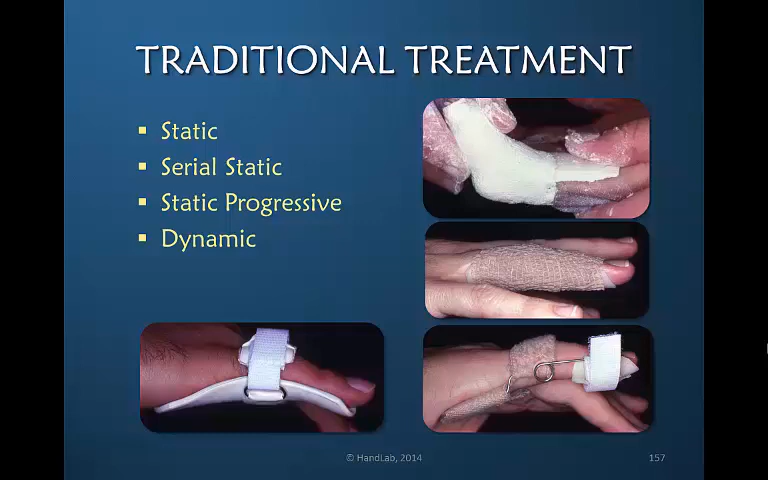 TRADITIONAL TREATMENT
▪ Static
▪ Serial Static
▪ Static Progressive
▪ Dynamic
© HandLab, 2014
157